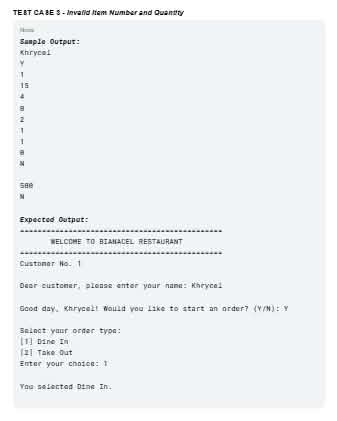 TEST CASE 3 - Invalid Item Number and Quantity
None
Sample Output:
Khrycel
Y
1
15
4
0
2
1
1
0
N
500
N
Expected Output:
==============================================
WELCOME TO BIANACEL RESTAURANT
==============================================
Customer No. 1
Dear customer, please enter your name: Khrycel
Good day, Khrycel! Would you like to start an order? (Y/N): Y
Select your order type:
[1] Dine In
[2] Take Out
Enter your choice: 1
You selected Dine In.